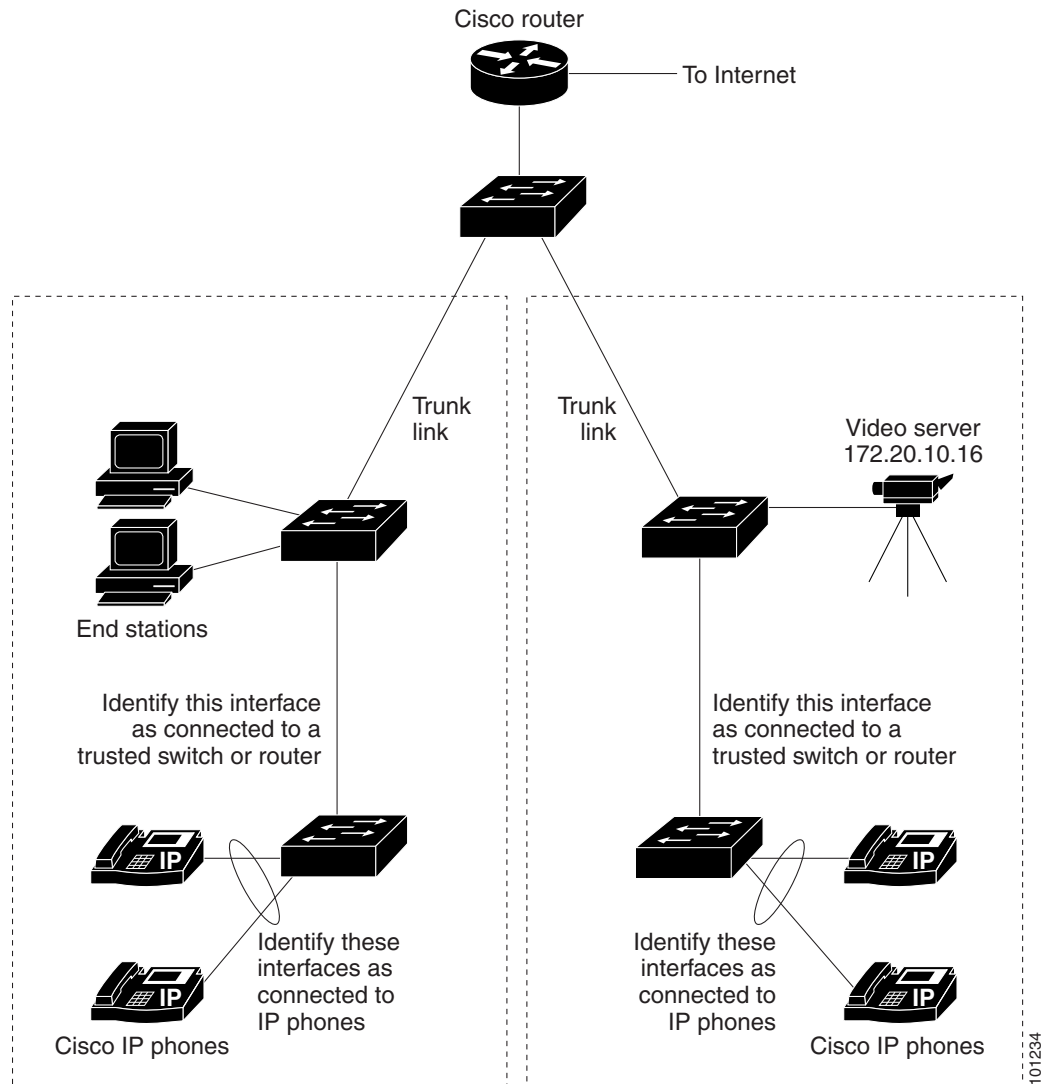 Cisco router
To Internet
Trunk
link
Trunk
link
Video server
172.20.10.16
End stations
Identify this interface
as connected to a
trusted switch or router
Identify this interface
as connected to a
trusted switch or router
IP
IP
Identify these
interfaces as
connected to
IP phones
Cisco IP phones
IP
IP
Identify these
interfaces as
connected to
IP phones
Cisco IP phones
101234